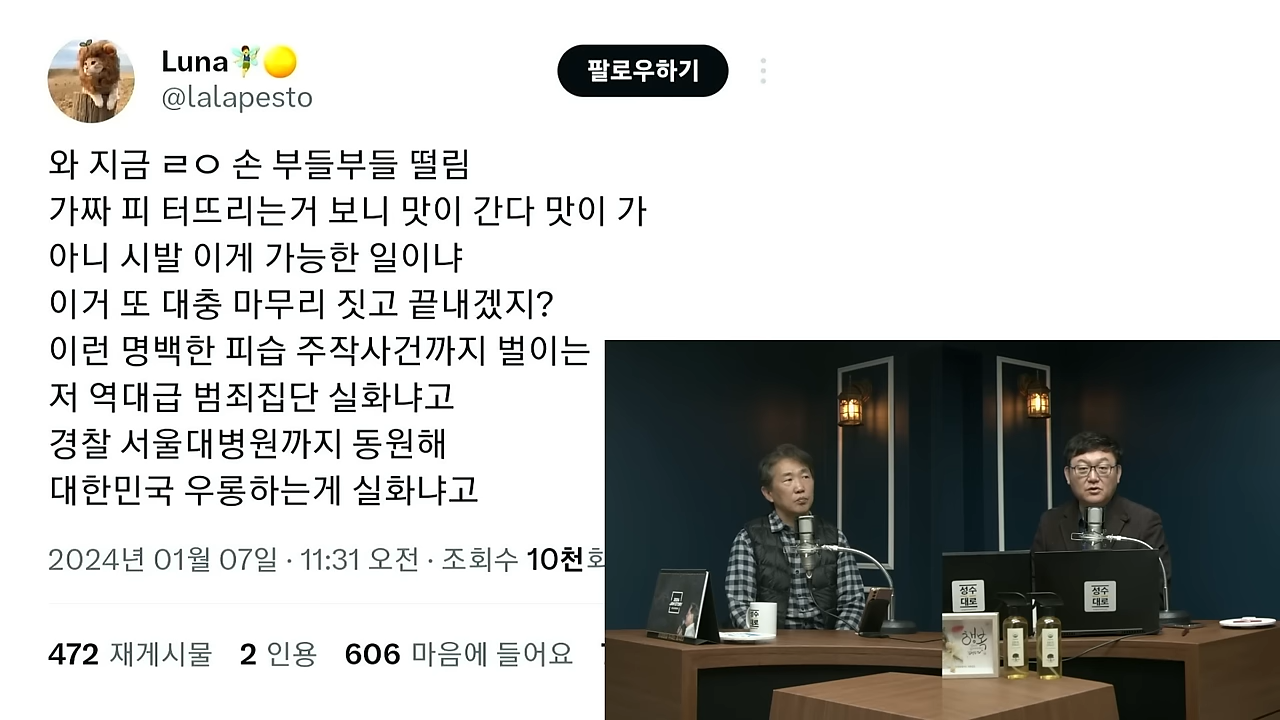 Luna🧚🌕
@lalapesto
팔로우하기
와 지금 ㄹㅇ 손 부들부들 떨림
가짜 피 터뜨리는거 보니 맛이 간다 맛이 가
아니 시발 이게 가능한 일이냐
이거 또 대충 마무리 짓고 끝내겠지?
이런 명백한 피습 주작사건까지 벌이는
저 역대급 범죄집단 실화냐고
경찰 서울대병원까지 동원해
대한민국 우롱하는게 실화냐고
2024년 01월 07일 · 11:31 오전 · 조회수 10천회
472 재게시물 2 인용 606 마음에 들어요
성수
대로
성수
대로
행복